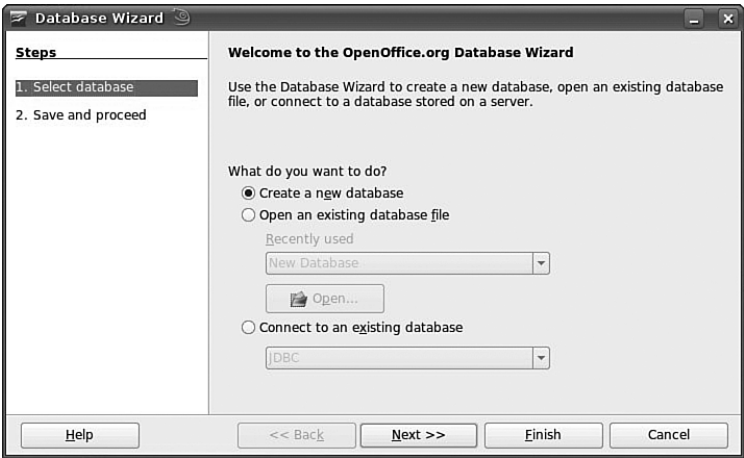 Database Wizard
Steps
1. Select database
2. Save and proceed
Welcome to the OpenOffice.org Database Wizard
Use the Database Wizard to create a new database, open an existing database
file, or connect to a database stored on a server.
What do you want to do?
Create a new database
Open an existing database file
Recently used
New Database
Open...
Connect to an existing database
JDBC
Help
<< Back
Next >>
Finish
Cancel